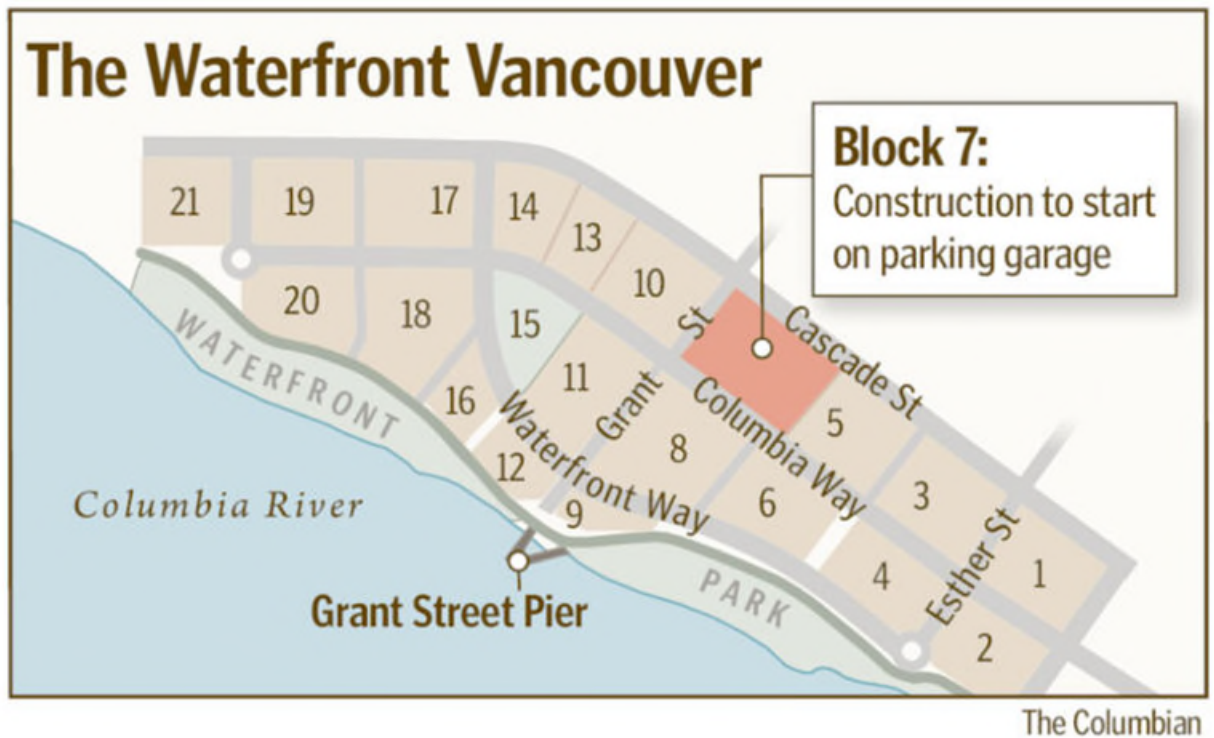 The Waterfront Vancouver
Block 7:
Construction to start
on parking garage
21
19
17
14
13
10
St
Cascade St
20
18
15
WATERFRONT
16
11
Grant
Columbia Way
5
8
12
Waterfront Way
9
6
3
Columbia River
Grant Street Pier
PARK
4
Esther St
1
2
The Columbian